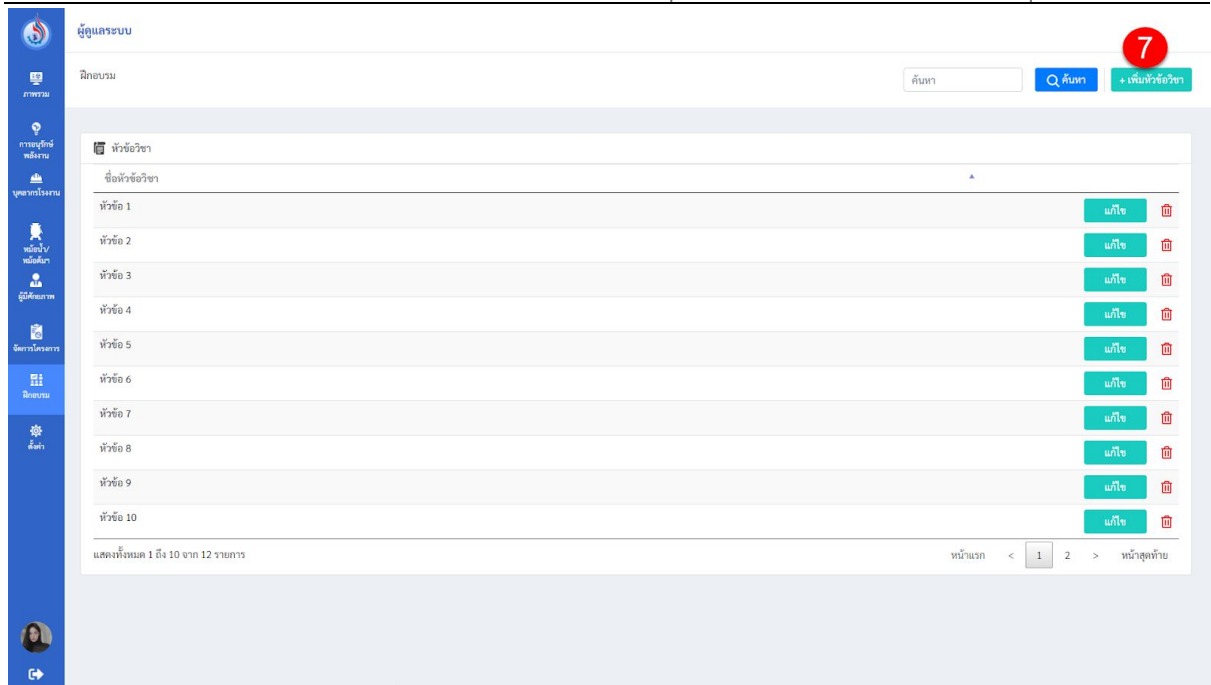 ผู้ดูแลระบบ
7
ฝึกอบรม
ค้นหา
ค้นหา
+ เพิ่มหัวข้อวิชา
ภาพรวม
การอนุรักษ์
พลังงาน
บุคลากรโรงงาน
หม้อน้ำ/
หม้อต้มฯ
ผู้มีศักยภาพ
จัดการโครงการ
ฝึกอบรม
ตั้งค่า
หัวข้อวิชา
ชื่อหัวข้อวิชา
หัวข้อ 1 แก้ไข
หัวข้อ 2 แก้ไข
หัวข้อ 3 แก้ไข
หัวข้อ 4 แก้ไข
หัวข้อ 5 แก้ไข
หัวข้อ 6 แก้ไข
หัวข้อ 7 แก้ไข
หัวข้อ 8 แก้ไข
หัวข้อ 9 แก้ไข
หัวข้อ 10 แก้ไข
แสดงทั้งหมด 1 ถึง 10 จาก 12 รายการ
หน้าแรก < 1 2 > หน้าสุดท้าย